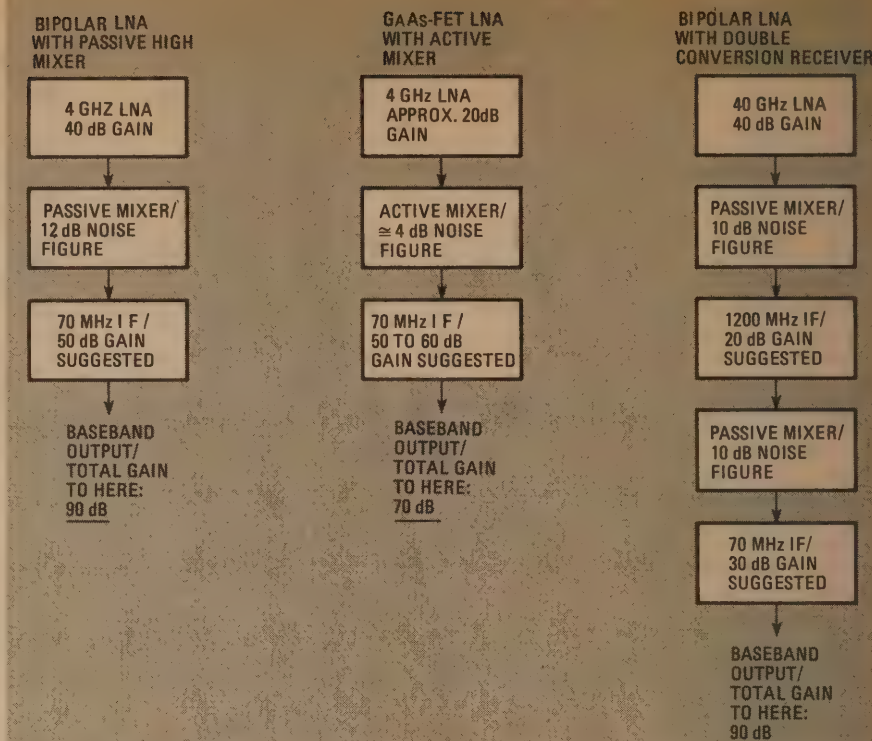 BIPOLAR LNA
WITH PASSIVE HIGH
MIXER
4 GHZ LNA
40 dB GAIN
PASSIVE MIXER/
12 dB NOISE
FIGURE
70 MHz I F /
50 dB GAIN
SUGGESTED
BASEBAND
OUTPUT/
TOTAL GAIN
TO HERE:
90 dB
GAAS-FET LNA
WITH ACTIVE
MIXER
4 GHz LNA
APPROX. 20dB
GAIN
ACTIVE MIXER/
≅ 4 dB NOISE
FIGURE
70 MHz I F /
50 TO 60 dB
GAIN SUGGESTED
BASEBAND
OUTPUT/
TOTAL GAIN
TO HERE:
70 dB
BIPOLAR LNA
WITH DOUBLE
CONVERSION RECEIVER
40 GHz LNA
40 dB GAIN
PASSIVE MIXER/
10 dB NOISE
FIGURE
1200 MHz IF/
20 dB GAIN
SUGGESTED
PASSIVE MIXER/
10 dB NOISE
FIGURE
70 MHz IF/
30 dB GAIN
SUGGESTED
BASEBAND
OUTPUT/
TOTAL GAIN
TO HERE:
90 dB